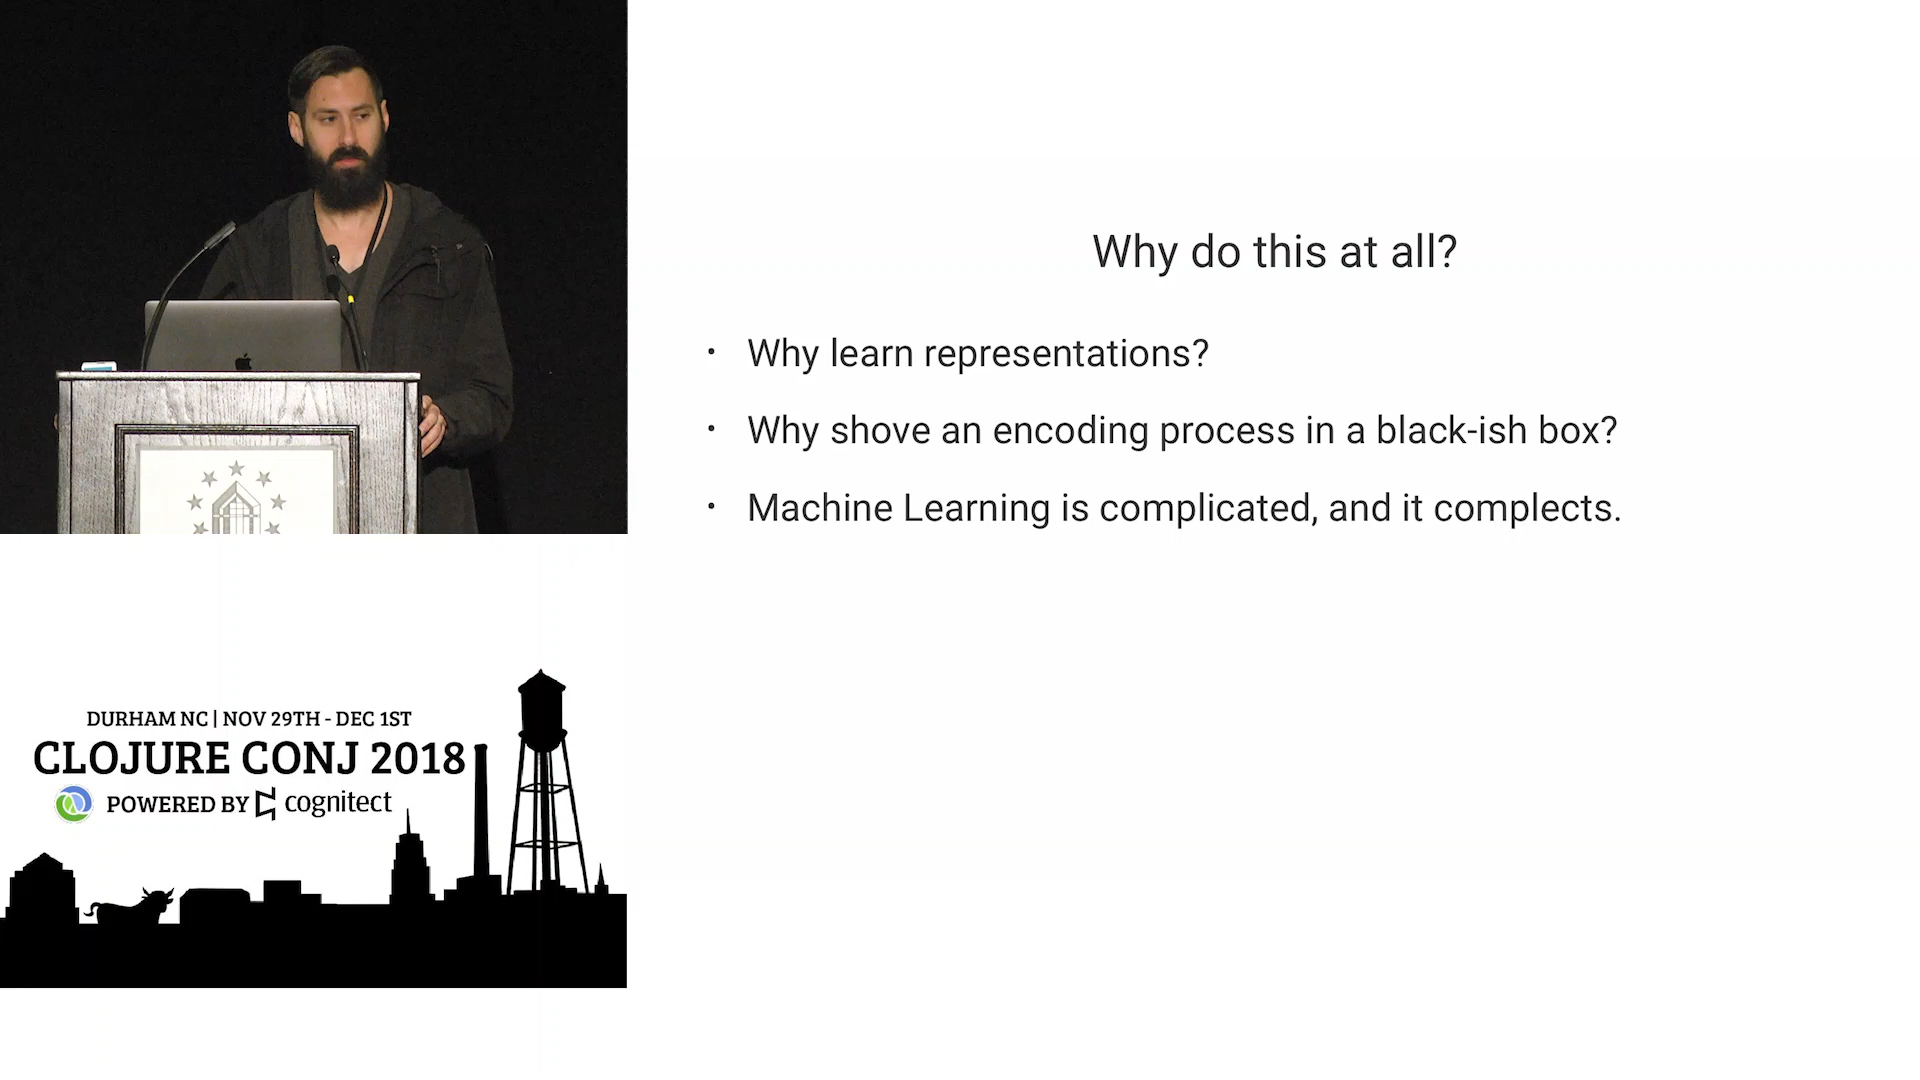 Why do this at all?
• Why learn representations?
• Why shove an encoding process in a black-ish box?
• Machine Learning is complicated, and it complects.
DURHAM NC | NOV 29TH - DEC 1ST
CLOJURE CONJ 2018
POWERED BY cognitect